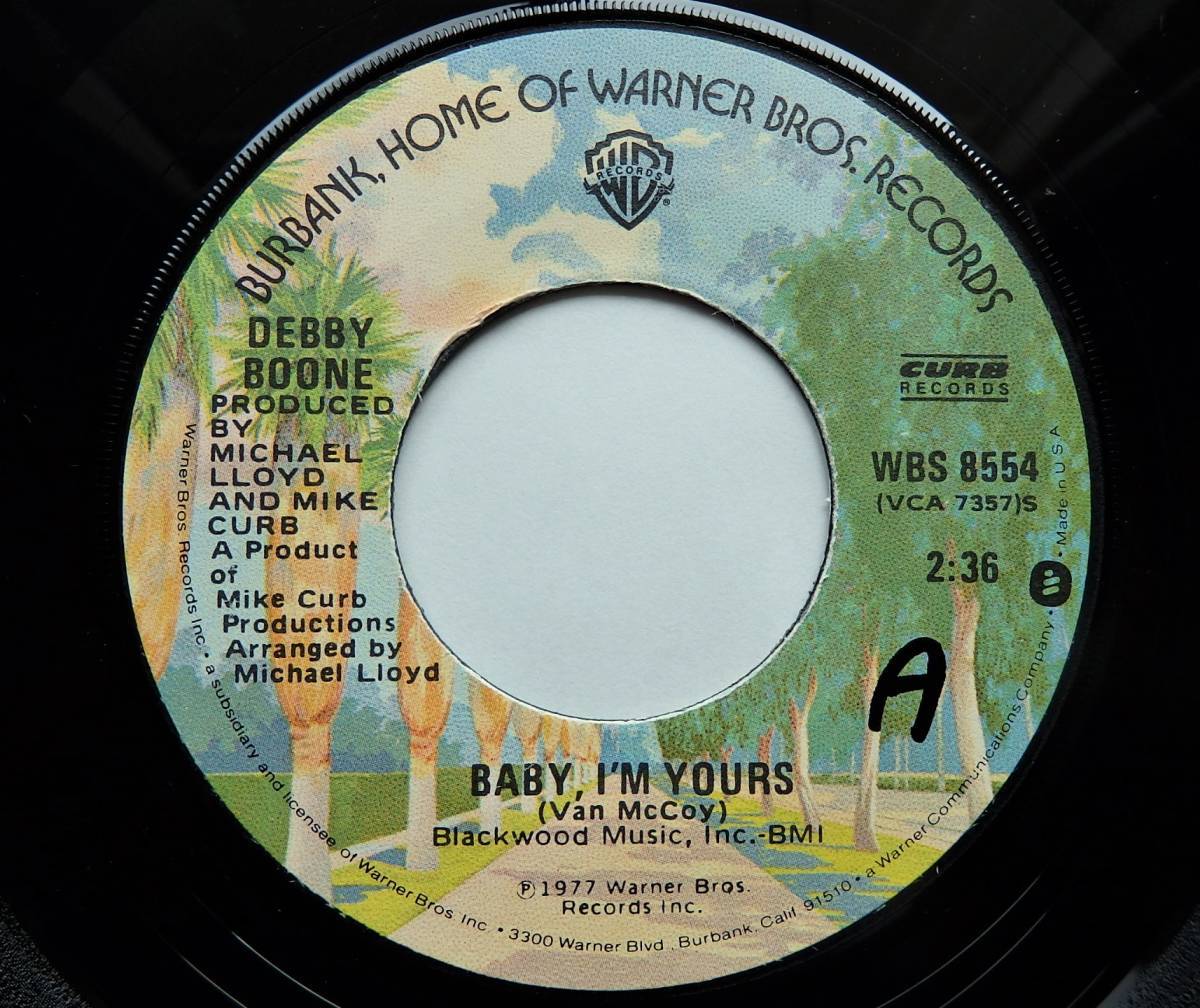 BURBANK, HOME OF WARNER BROS. RECORDS
W B
RECORDS
®
DEBBY
BOONE
PRODUCED
BY
MICHAEL
LLOYD
AND MIKE
CURB
A Product
of
Mike Curb
Productions
Arranged by
Michael Lloyd
CURB
RECORDS
WBS 8554
(VCA 7357)S
2:36
A
BABY, I'M YOURS
(Van McCoy)
Blackwood Music, Inc.-BMI
℗1977 Warner Bros.
Records Inc.
Warner Bros Records Inc. • a subsidiary and licensee of Warner Bros Inc • 3300 Warner Blvd., Burbank, Calif 91510 • a Warner Communications Company • Made in U S A